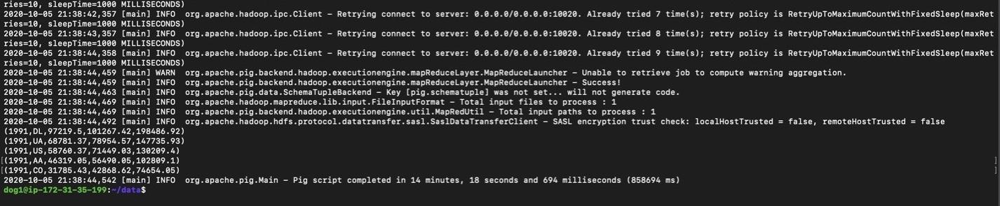 ries=10, sleepTime=1000 MILLISECONDS)
2020-10-05 21:38:42,357 [main] INFO  org.apache.hadoop.ipc.Client - Retrying connect to server: 0.0.0.0/0.0.0.0:10020. Already tried 7 time(s); retry policy is RetryUpToMaximumCountWithFixedSleep(maxRet
ries=10, sleepTime=1000 MILLISECONDS)
2020-10-05 21:38:43,357 [main] INFO  org.apache.hadoop.ipc.Client - Retrying connect to server: 0.0.0.0/0.0.0.0:10020. Already tried 8 time(s); retry policy is RetryUpToMaximumCountWithFixedSleep(maxRet
ries=10, sleepTime=1000 MILLISECONDS)
2020-10-05 21:38:44,358 [main] INFO  org.apache.hadoop.ipc.Client - Retrying connect to server: 0.0.0.0/0.0.0.0:10020. Already tried 9 time(s); retry policy is RetryUpToMaximumCountWithFixedSleep(maxRet
ries=10, sleepTime=1000 MILLISECONDS)
2020-10-05 21:38:44,459 [main] WARN  org.apache.pig.backend.hadoop.executionengine.mapReduceLayer.MapReduceLauncher - Unable to retrieve job to compute warning aggregation.
2020-10-05 21:38:44,459 [main] INFO  org.apache.pig.backend.hadoop.executionengine.mapReduceLayer.MapReduceLauncher - Success!
2020-10-05 21:38:44,463 [main] INFO  org.apache.pig.data.SchemaTupleBackend - Key [pig.schematuple] was not set... will not generate code.
2020-10-05 21:38:44,469 [main] INFO  org.apache.hadoop.mapreduce.lib.input.FileInputFormat - Total input files to process : 1
2020-10-05 21:38:44,469 [main] INFO  org.apache.pig.backend.hadoop.executionengine.util.MapRedUtil - Total input paths to process : 1
2020-10-05 21:38:44,492 [main] INFO  org.apache.hadoop.hdfs.protocol.datatransfer.sasl.SaslDataTransferClient - SASL encryption trust check: localHostTrusted = false, remoteHostTrusted = false
(1991,DL,97219.5,101267.42,198486.92)
(1991,UA,68781.37,78954.57,147735.93)
(1991,US,58760.37,71449.03,130209.4)
[(1991,AA,46319.05,56490.05,102809.1) ]
[(1991,CO,31785.43,42868.62,74654.05) ]
2020-10-05 21:38:44,542 [main] INFO  org.apache.pig.Main - Pig script completed in 14 minutes, 18 seconds and 694 milliseconds (858694 ms)
dog1@ip-172-31-35-199:~/data$